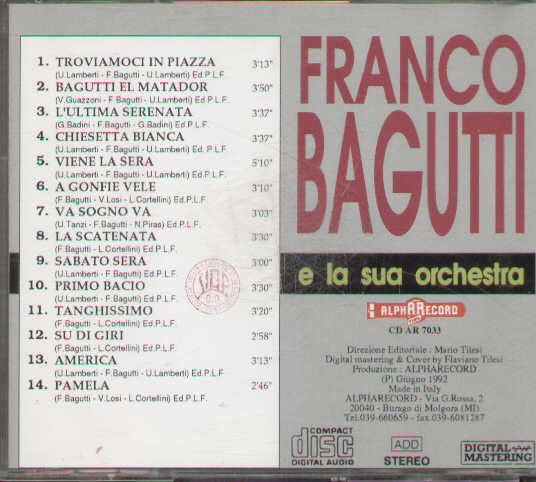 1. TROVIAMOCI IN PIAZZA 3'13"
(U.Lamberti - F.Bagutti - U.Lamberti) Ed.P.L.F.
2. BAGUTTI EL MATADOR 3'50"
(V.Guazzoni - F.Bagutti - U.Lamberti) Ed.P.L.F.
3. L'ULTIMA SERENATA 3'37"
(G.Badini - F.Bagutti - G.Badini) Ed.P.L.F.
4. CHIESETTA BIANCA 3'37"
(U.Lamberti - F.Bagutti - U.Lamberti) Ed.P.L.F.
5. VIENE LA SERA 5'10"
(U.Lamberti - F.Bagutti - U.Lamberti) Ed.P.L.F.
6. A GONFIE VELE 3'10"
(F.Bagutti - V.Losi - L.Cortellini) Ed.P.L.F.
7. VA SOGNO VA 3'03"
(U.Tanzi - F.Bagutti - N.Piras) Ed.P.L.F.
8. LA SCATENATA 3'30"
(F.Bagutti - L.Cortellini) Ed.P.L.F.
9. SABATO SERA 3'00"
(U.Lamberti - F.Bagutti) Ed.P.L.F.
10. PRIMO BACIO 3'30"
(U.Lamberti - F.Bagutti) Ed.P.L.F.
11. TANGHISSIMO 3'20"
(F.Bagutti - L.Cortellini) Ed.P.L.F.
12. SU DI GIRI 2'58"
(F.Bagutti - L.Cortellini) Ed.P.L.F.
13. AMERICA 3'13"
(U.Lamberti - F.Bagutti - U.Lamberti) Ed.P.L.F
14. PAMELA 2'46"
(F.Bagutti - V.Losi - L.Cortellini) Ed.P.L.F.
FRANCO
BAGUTTI
e la sua orchestra
ALPHARECORD
CD AR 7033
Direzione Editoriale : Mario Tilesi
Digital mastering & Cover by Flaviano Tilesi
Produzione : ALPHARECORD
(P) Giugno 1992
Made in Italy
ALPHARECORD - Via G.Rossa, 2
20040 - Burago di Molgora (MI)
Tel.039-660659 - fax.039-6081287
COMPACT
disc
DIGITAL AUDIO
ADD
STEREO
DIGITAL
MASTERING